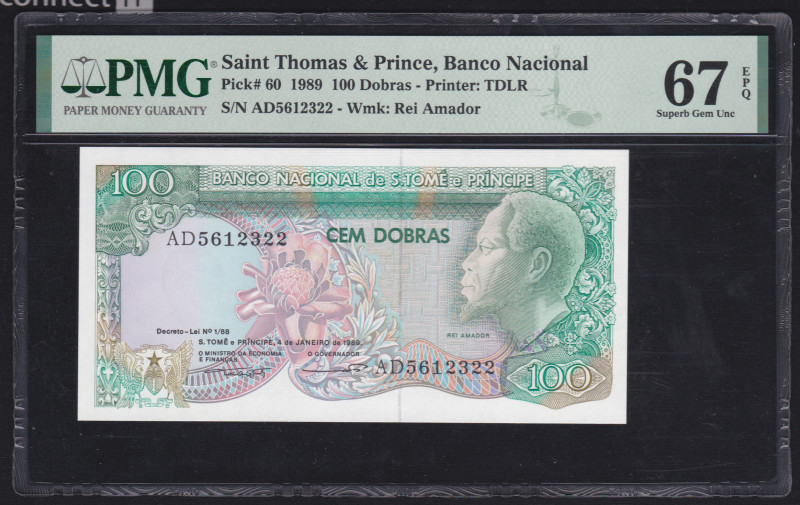 connect
PMG®
PAPER MONEY GUARANTY
Saint Thomas & Prince, Banco Nacional
Pick# 60 1989 100 Dobras - Printer: TDLR
S/N AD5612322 - Wmk: Rei Amador
67
EPQ
Superb Gem Unc
100
BANCO NACIONAL de S.TOMÉ e PRÍNCIPE
AD5612322
CEM DOBRAS
Decreto - Lei Nº 1/88
S. TOMÉ e PRÍNCIPE, 4 de JANEIRO de 1989.
O MINISTRO DA ECONOMIA
E FINANÇAS
O GOVERNADOR
REI AMADOR
AD5612322
100